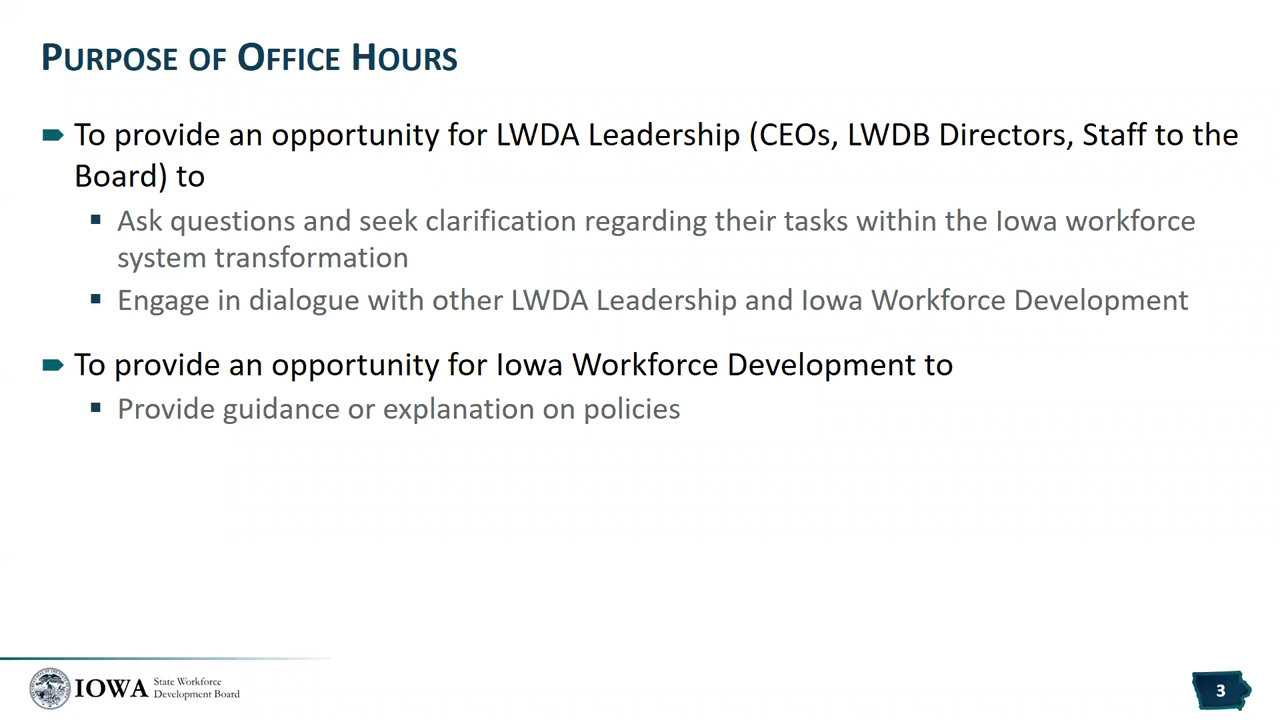 PURPOSE OF OFFICE HOURS
To provide an opportunity for LWDA Leadership (CEOs, LWDB Directors, Staff to the
Board) to
Ask questions and seek clarification regarding their tasks within the Iowa workforce
system transformation
Engage in dialogue with other LWDA Leadership and Iowa Workforce Development
To provide an opportunity for Iowa Workforce Development to
Provide guidance or explanation on policies
IOWA State Workforce
Development Board
3